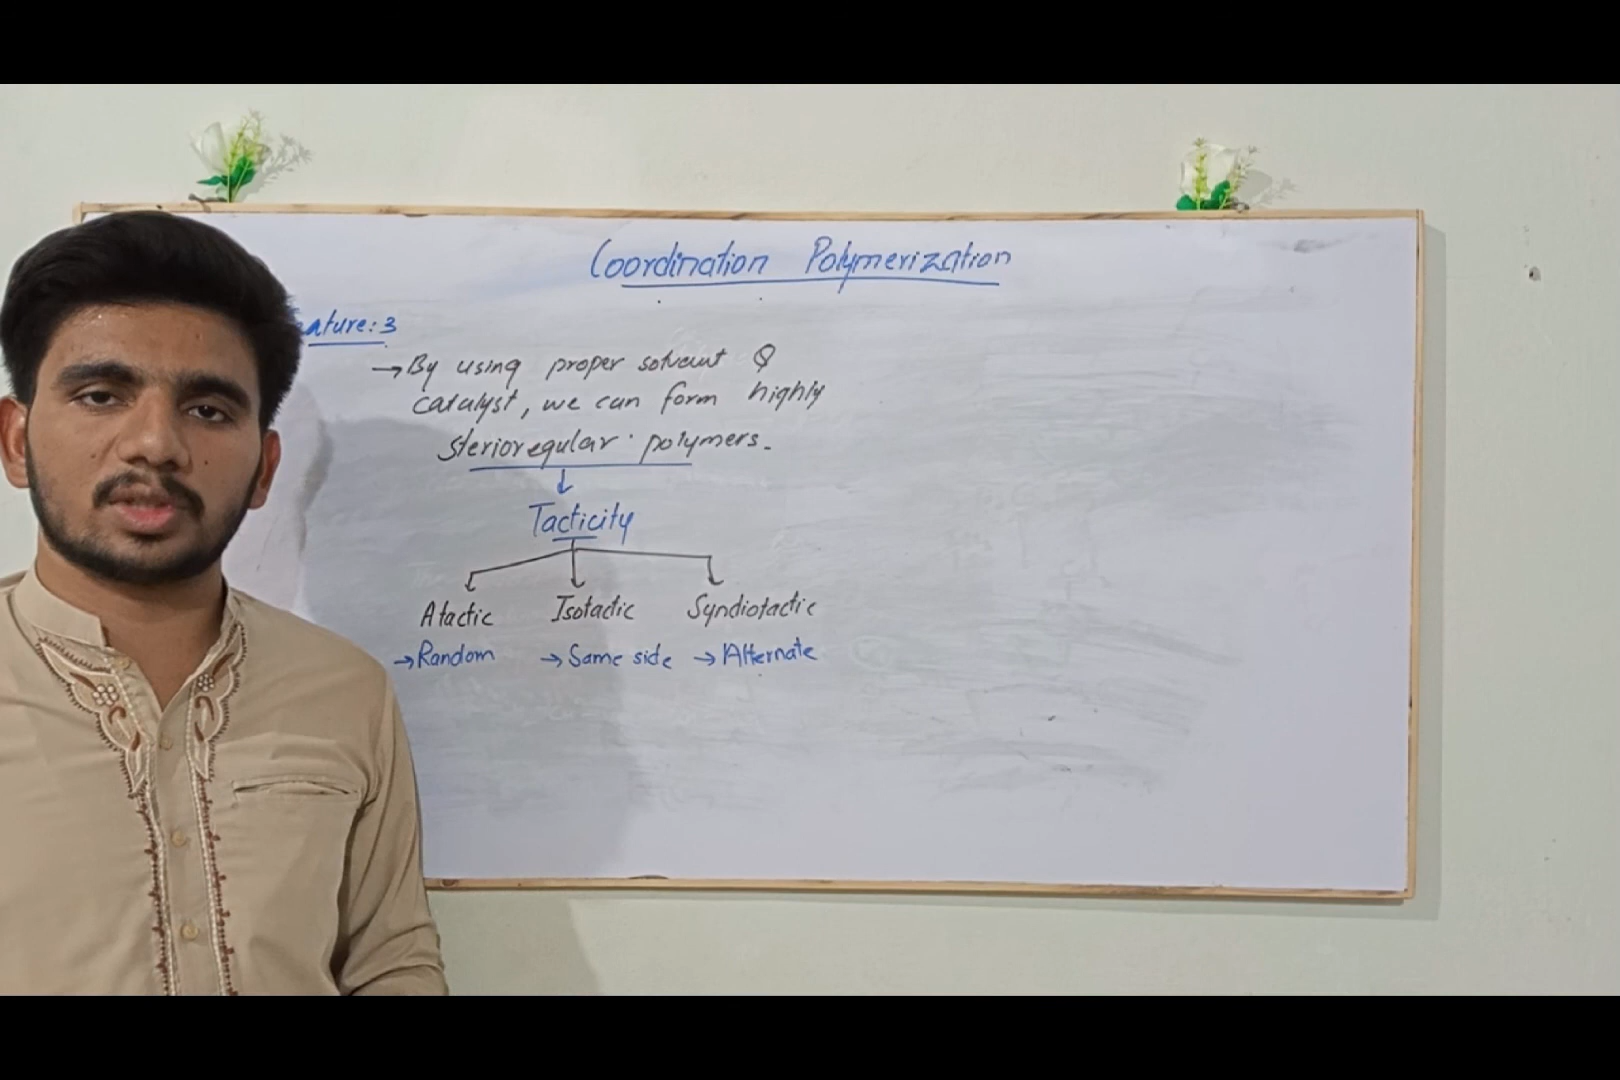 Coordination Polymerization
ature: 3
→ By using proper solvent &
catalyst, we can form highly
sterioregular polymers.
↓
Tacticity
Atactic Isotactic Syndiotactic
→ Random → Same side → Alternate